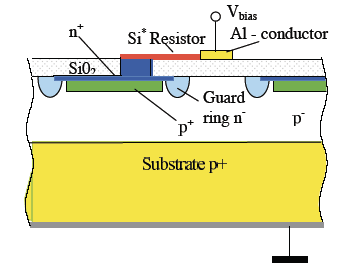 V bias
n+ Si* Resistor Al - conductor
SiO2
Guard
ring n-
p+ p-
Substrate p+